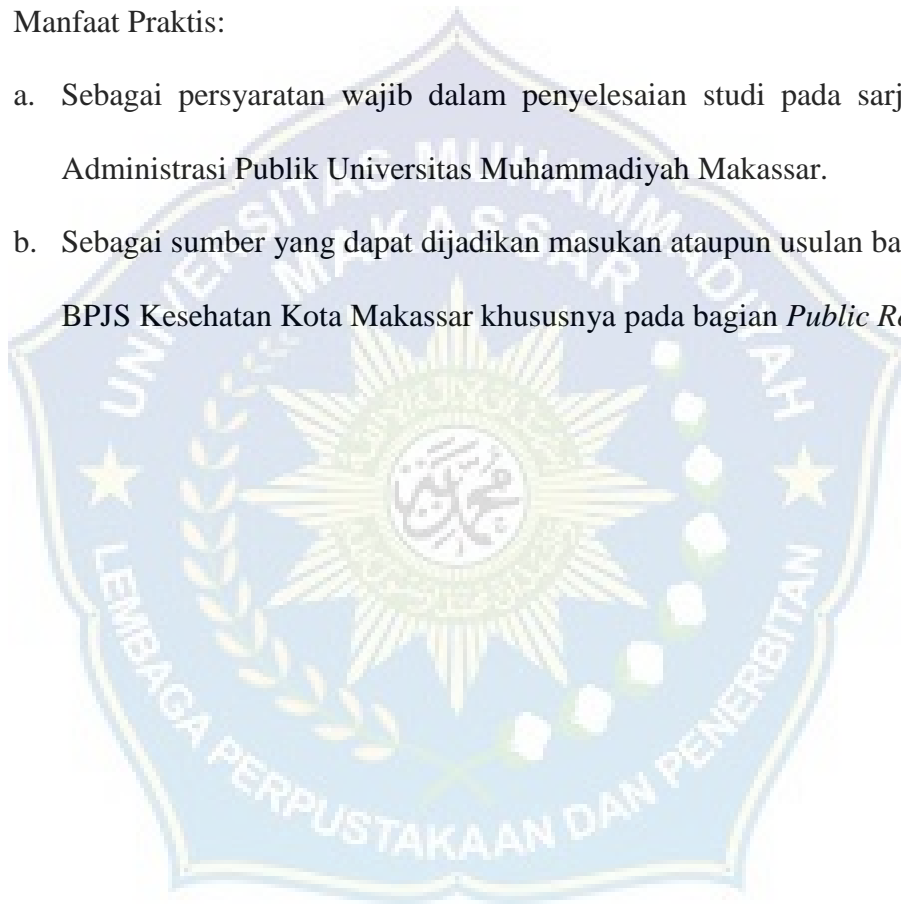 Manfaat Praktis:
a. Sebagai persyaratan wajib dalam penyelesaian studi pada sarj
Administrasi Publik Universitas Muhammadiyah Makassar.
b. Sebagai sumber yang dapat dijadikan masukan ataupun usulan ba
BPJS Kesehatan Kota Makassar khususnya pada bagian Public Re
UNIVERSITAS MUHAMMADIYAH
MAKASSAR
LEMBAGA PERPUSTAKAAN DAN PENERBITAN